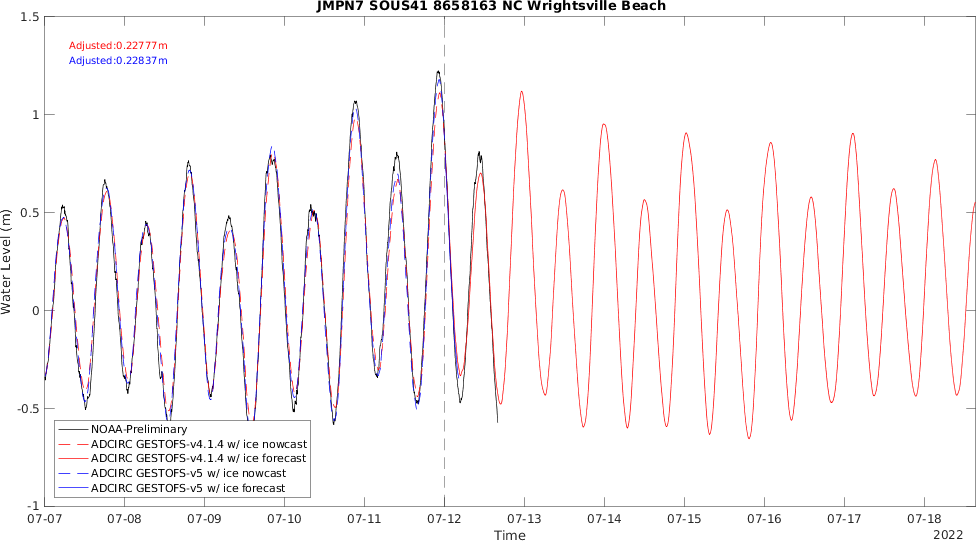 JMPN7 SOUS41 8658163 NC Wrightsville Beach
1.5
Adjusted:0.22777m
Adjusted:0.22837m
1
0.5
Water Level (m)
0
-0.5
NOAA-Preliminary
ADCIRC GESTOFS-v4.1.4 w/ ice nowcast
ADCIRC GESTOFS-v4.1.4 w/ ice forecast
ADCIRC GESTOFS-v5 w/ ice nowcast
ADCIRC GESTOFS-v5 w/ ice forecast
-1
07-07 07-08 07-09 07-10 07-11 07-12 07-13 07-14 07-15 07-16 07-17 07-18
Time
2022